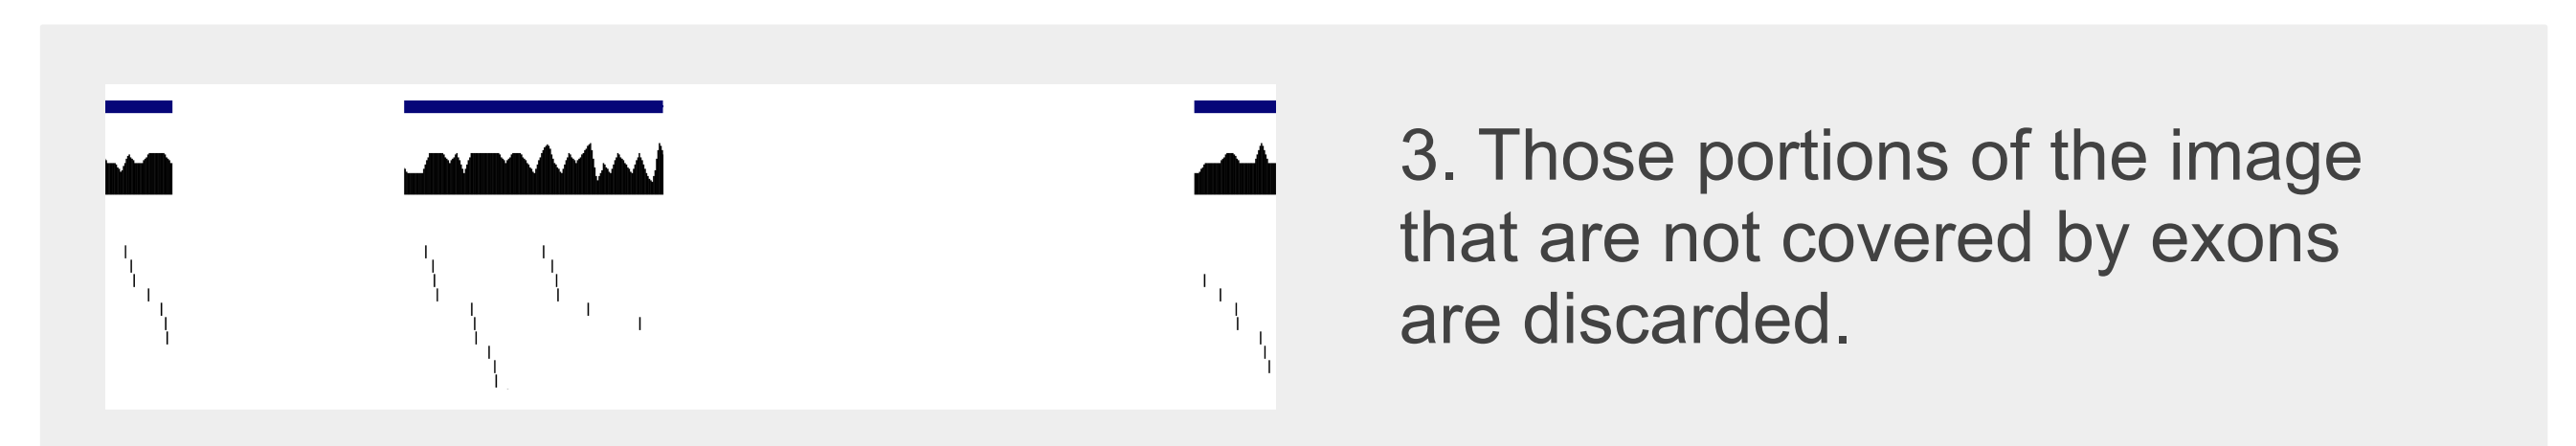 3. Those portions of the image
that are not covered by exons
are discarded.